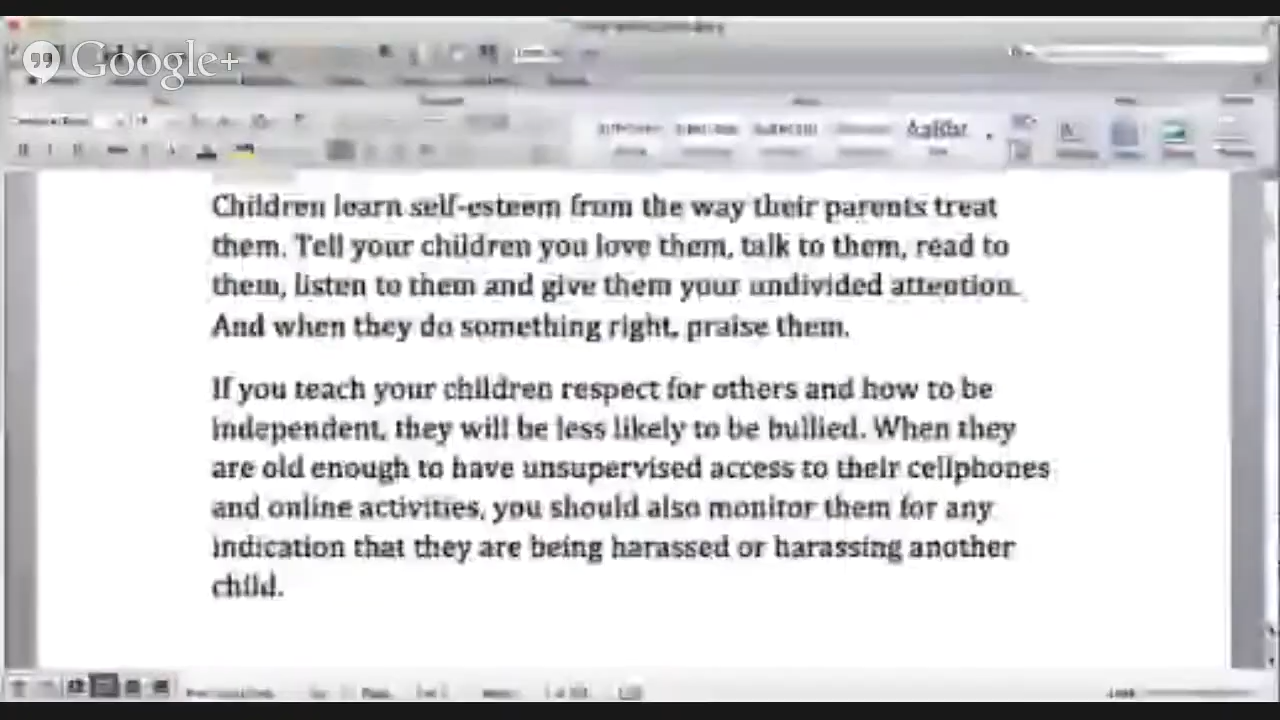 Google+
Children learn self-esteem from the way their parents treat
them. Tell your children you love them, talk to them, read to
them, listen to them and give them your undivided attention.
And when they do something right, praise them.
If you teach your children respect for others and how to be
independent, they will be less likely to be bullied. When they
are old enough to have unsupervised access to their cellphones
and online activities, you should also monitor them for any
indication that they are being harassed or harassing another
child.